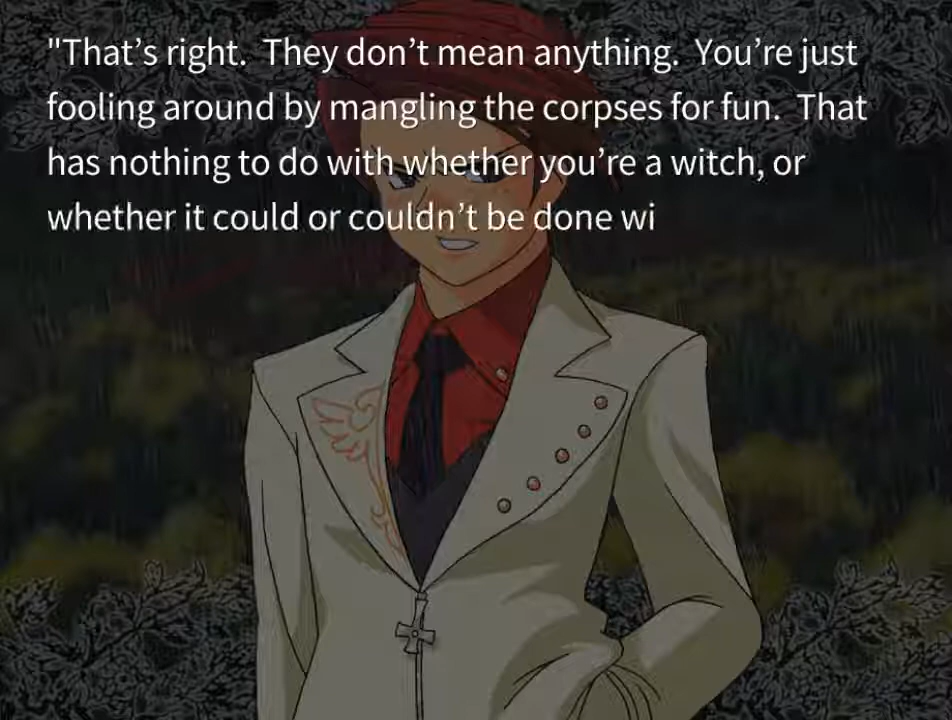 "That’s right.  They don’t mean anything.  You’re just
fooling around by mangling the corpses for fun.  That
has nothing to do with whether you’re a witch, or
whether it could or couldn’t be done wi